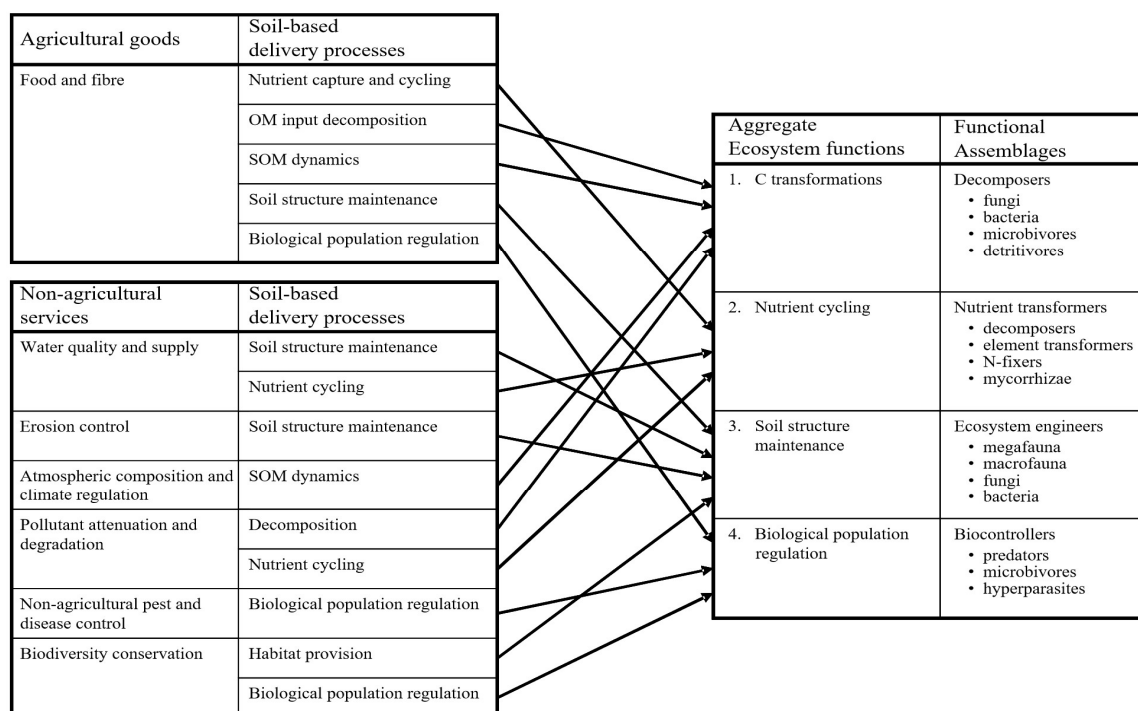 Agricultural goods
Soil-based
delivery processes
Food and fibre
Nutrient capture and cycling
OM input decomposition
SOM dynamics
Soil structure maintenance
Biological population regulation
Non-agricultural
services
Soil-based
delivery processes
Water quality and supply
Soil structure maintenance
Nutrient cycling
Erosion control
Soil structure maintenance
Atmospheric composition and
climate regulation
SOM dynamics
Pollutant attenuation and
degradation
Decomposition
Nutrient cycling
Non-agricultural pest and
disease control
Biological population regulation
Biodiversity conservation
Habitat provision
Biological population regulation
Aggregate
Ecosystem functions
Functional
Assemblages
1. C transformations
Decomposers
• fungi
• bacteria
• microbivores
• detritivores
2. Nutrient cycling
Nutrient transformers
• decomposers
• element transformers
• N-fixers
• mycorrhizae
3. Soil structure
maintenance
Ecosystem engineers
• megafauna
• macrofauna
• fungi
• bacteria
4. Biological population
regulation
Biocontrollers
• predators
• microbivores
• hyperparasites